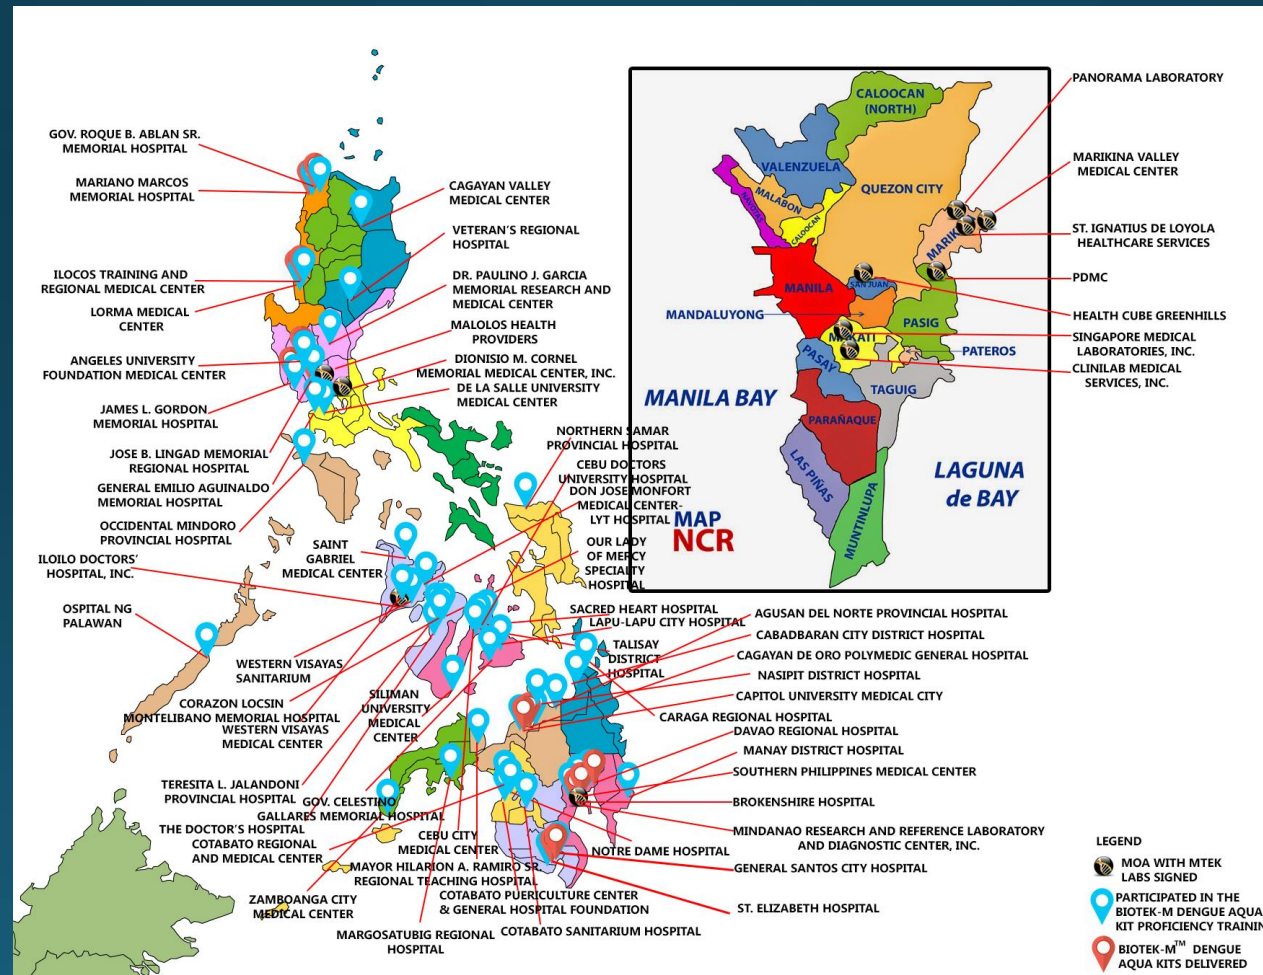 GOV. ROQUE B. ABLAN SR.
MEMORIAL HOSPITAL
MARIANO MARCOS
MEMORIAL HOSPITAL
ILOCOS TRAINING AND
REGIONAL MEDICAL CENTER
LORMA MEDICAL
CENTER
ANGELES UNIVERSITY
FOUNDATION MEDICAL CENTER
JAMES L. GORDON
MEMORIAL HOSPITAL
JOSE B. LINGAD MEMORIAL
REGIONAL HOSPITAL
GENERAL EMILIO AGUINALDO
MEMORIAL HOSPITAL
OCCIDENTAL MINDORO
PROVINCIAL HOSPITAL
CAGAYAN VALLEY
MEDICAL CENTER
VETERAN'S REGIONAL
HOSPITAL
DR. PAULINO J. GARCIA
MEMORIAL RESEARCH AND
MEDICAL CENTER
MALOLOS HEALTH
PROVIDERS
DIONISIO M. CORNEL
MEMORIAL MEDICAL CENTER, INC.
DE LA SALLE UNIVERSITY
MEDICAL CENTER
NORTHERN SAMAR
PROVINCIAL HOSPITAL
CEBU DOCTORS
UNIVERSITY HOSPITAL
DON JOSE MONFORT
MEDICAL CENTER-
LYT HOSPITAL
OUR LADY
OF MERCY
SPECIALTY
HOSPITAL
CALOOCAN
(NORTH)
VALENZUELA
QUEZON CITY
MALABON
NAVOTAS
CALOOCAN
MARIK
MANILA
SAN JUAN
MANDALUYONG
PASIG
MAKATI
PATEROS
PASAY
TAGUIG
MANILA BAY
PARAÑAQUE
LAS PIÑAS
MUNTINLUPA
LAGUNA
de BAY
MAP
NCR
PANORAMA LABORATORY
MARIKINA VALLEY
MEDICAL CENTER
ST. IGNATIUS DE LOYOLA
HEALTHCARE SERVICES
PDMC
HEALTH CUBE GREENHILLS
SINGAPORE MEDICAL
LABORATORIES, INC.
CLINILAB MEDICAL
SERVICES, INC.
SAINT
GABRIEL
MEDICAL CENTER
ILOILO DOCTORS'
HOSPITAL, INC.
OSPITAL NG
PALAWAN
WESTERN VISAYAS
SANITARIUM
CORAZON LOCSIN
MONTELIBANO MEMORIAL HOSPITAL
WESTERN VISAYAS
MEDICAL CENTER
SILIMAN
UNIVERSITY
MEDICAL
CENTER
TERESITA L. JALANDONI
PROVINCIAL HOSPITAL
GOV. CELESTINO
GALLARES MEMORIAL HOSPITAL
THE DOCTOR'S HOSPITAL
COTABATO REGIONAL
AND MEDICAL CENTER
CEBU CITY
MEDICAL CENTER
MAYOR HILARION A. RAMIRO SR.
REGIONAL TEACHING HOSPITAL
ZAMBOANGA CITY
MEDICAL CENTER
COTABATO PUERICULTURE CENTER
& GENERAL HOSPITAL FOUNDATION
MARGOSATUBIG REGIONAL
HOSPITAL
COTABATO SANITARIUM HOSPITAL
SACRED HEART HOSPITAL
LAPU-LAPU CITY HOSPITAL
TALISAY
DISTRICT
HOSPITAL
AGUSAN DEL NORTE PROVINCIAL HOSPITAL
CABADBARAN CITY DISTRICT HOSPITAL
CAGAYAN DE ORO POLYMEDIC GENERAL HOSPITAL
NASIPIT DISTRICT HOSPITAL
CAPITOL UNIVERSITY MEDICAL CITY
CARAGA REGIONAL HOSPITAL
DAVAO REGIONAL HOSPITAL
MANAY DISTRICT HOSPITAL
SOUTHERN PHILIPPINES MEDICAL CENTER
BROKENSHIRE HOSPITAL
MINDANAO RESEARCH AND REFERENCE LABORATORY
AND DIAGNOSTIC CENTER, INC.
NOTRE DAME HOSPITAL
GENERAL SANTOS CITY HOSPITAL
ST. ELIZABETH HOSPITAL
LEGEND
MOA WITH MTEK
LABS SIGNED
PARTICIPATED IN THE
BIOTEK-M DENGUE AQUA
KIT PROFICIENCY TRAININ
BIOTEK-M™ DENGUE
AQUA KITS DELIVERED